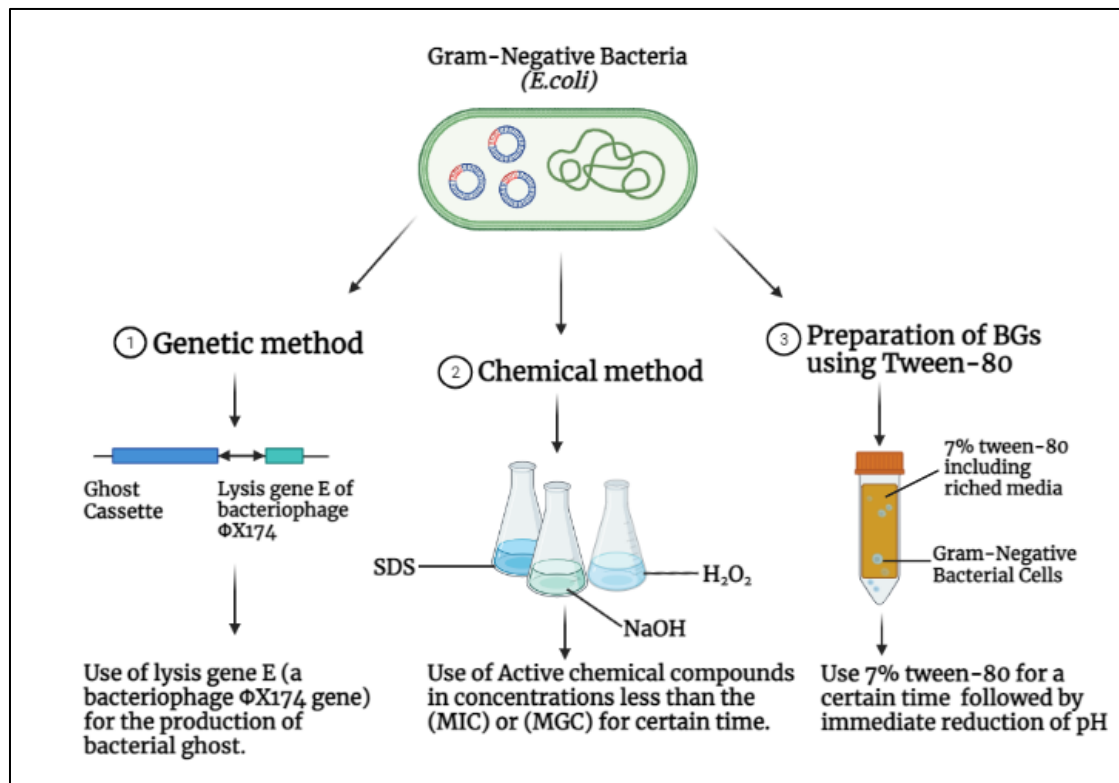 Gram-Negative Bacteria
(E.coli)
1 Genetic method
Ghost
Cassette
Lysis gene E of
bacteriophage
ΦX174
Use of lysis gene E (a
bacteriophage ΦX174 gene)
for the production of
bacterial ghost.
2 Chemical method
SDS
H₂O₂
NaOH
Use of Active chemical compounds
in concentrations less than the
(MIC) or (MGC) for certain time.
3 Preparation of BGs
using Tween-80
7% tween-80
including
riched media
Gram-Negative
Bacterial Cells
Use 7% tween-80 for a
certain time followed by
immediate reduction of pH